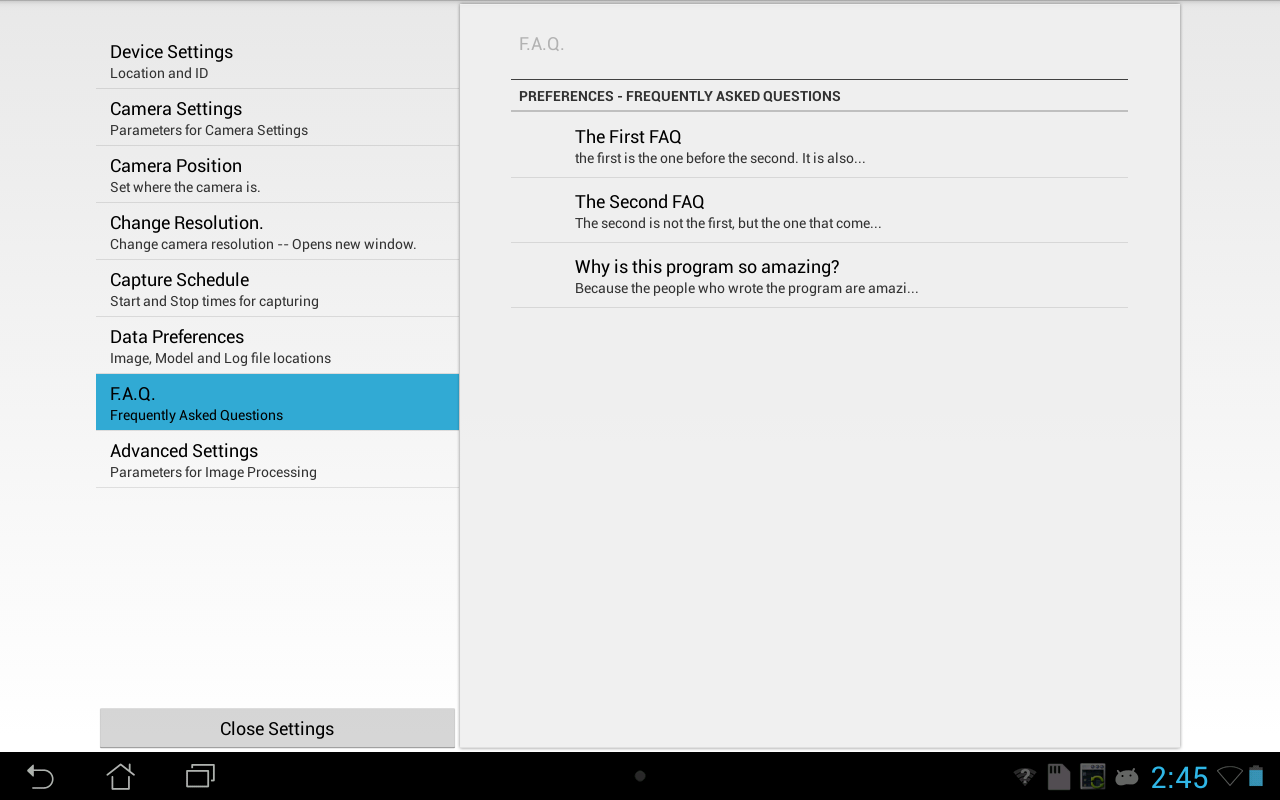 Device Settings
Location and ID
Camera Settings
Parameters for Camera Settings
Camera Position
Set where the camera is.
Change Resolution.
Change camera resolution -- Opens new window.
Capture Schedule
Start and Stop times for capturing
Data Preferences
Image, Model and Log file locations
F.A.Q.
Frequently Asked Questions
Advanced Settings
Parameters for Image Processing
Close Settings
F.A.Q.
PREFERENCES - FREQUENTLY ASKED QUESTIONS
The First FAQ
the first is the one before the second. It is also...
The Second FAQ
The second is not the first, but the one that come...
Why is this program so amazing?
Because the people who wrote the program are amazi...
2:45